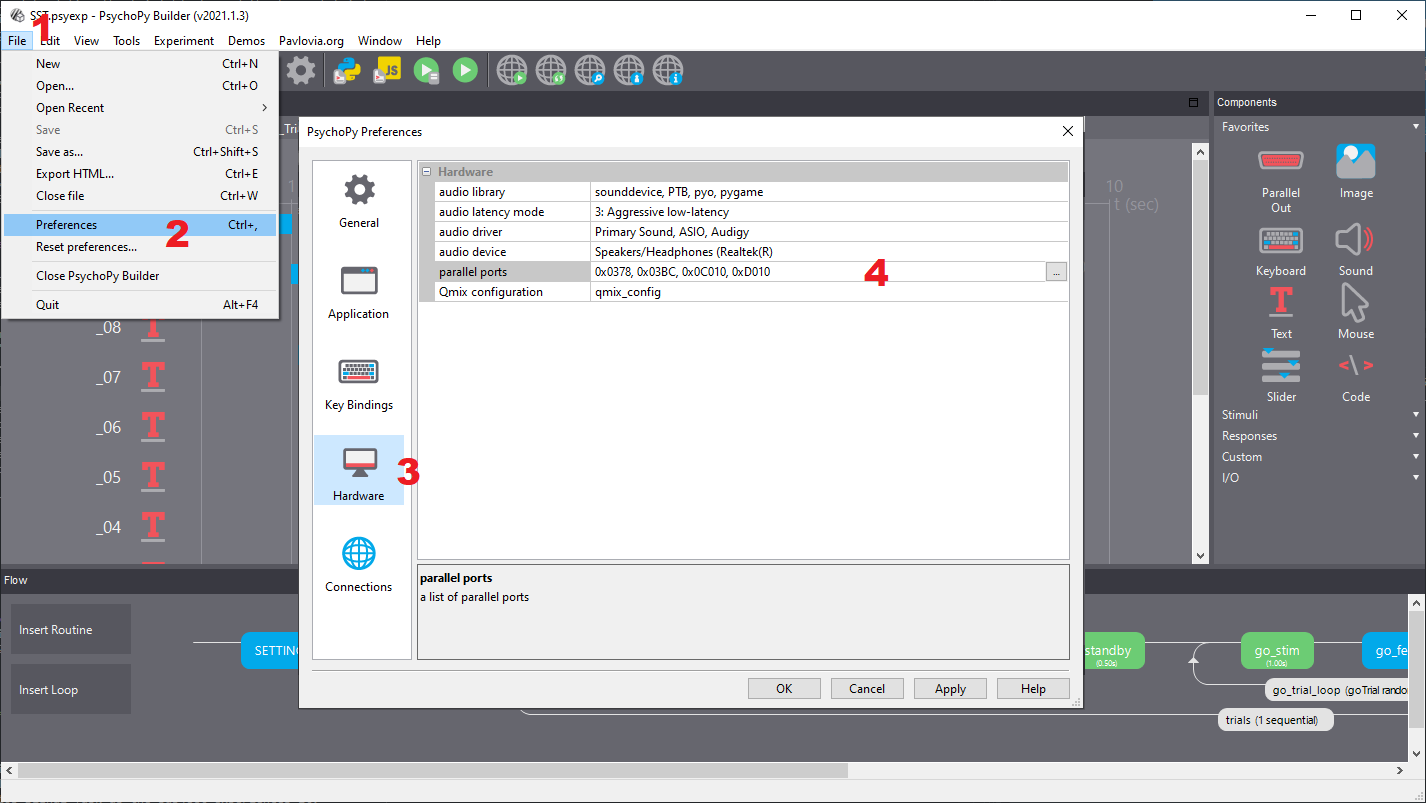 SST.psyexp - PsychoPy Builder (v2021.1.3)
1
File Edit View Tools Experiment Demos Pavlovia.org Window Help
New Ctrl+N
Open... Ctrl+O
Open Recent
Save Ctrl+S
Save as... Ctrl+Shift+S
Export HTML... Ctrl+E
Close file Ctrl+W
Preferences Ctrl+,
2
Reset preferences...
Close PsychoPy Builder
Quit Alt+F4
JS
_08
_07
_06
_05
_04
10
t (sec)
PsychoPy Preferences
General
Application
Key Bindings
Hardware
3
Connections
Hardware
audio library sounddevice, PTB, pyo, pygame
audio latency mode 3: Aggressive low-latency
audio driver Primary Sound, ASIO, Audigy
audio device Speakers/Headphones (Realtek(R)
parallel ports 0x0378, 0x03BC, 0x0C010, 0xD010 ...
4
Qmix configuration qmix_config
parallel ports
a list of parallel ports
OK Cancel Apply Help
Components
Favorites
Parallel Out
Image
Keyboard
Sound
Text
Mouse
Slider
Code
Stimuli
Responses
Custom
I/O
Flow
Insert Routine
Insert Loop
SETTING
standby
(0.50s)
go_stim
(1.00s)
go_fe
go_trial_loop (goTrial rando
trials (1 sequential)